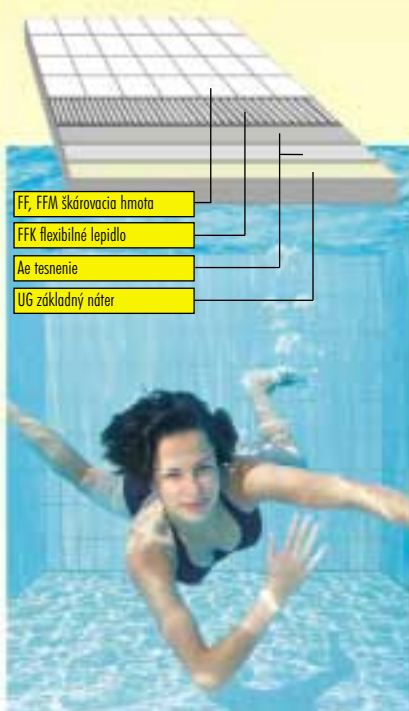 FF, FFM škárovacia hmota
FFK flexibilné lepidlo
Ae tesnenie
UG základný náter